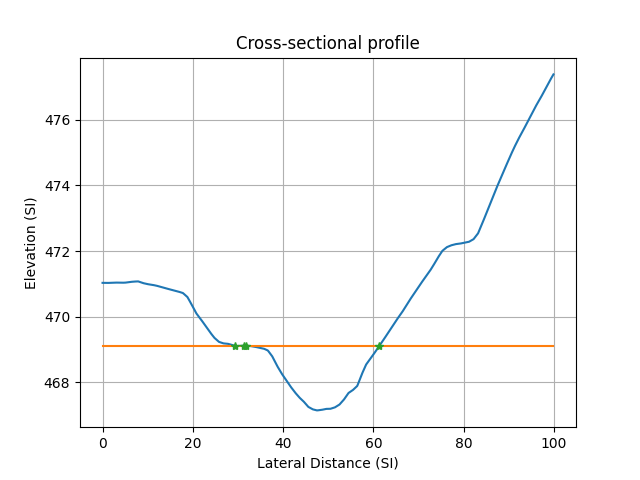 Cross-sectional profile
476
474
472
470
468
Elevation (SI)
0 20 40 60 80 100
Lateral Distance (SI)